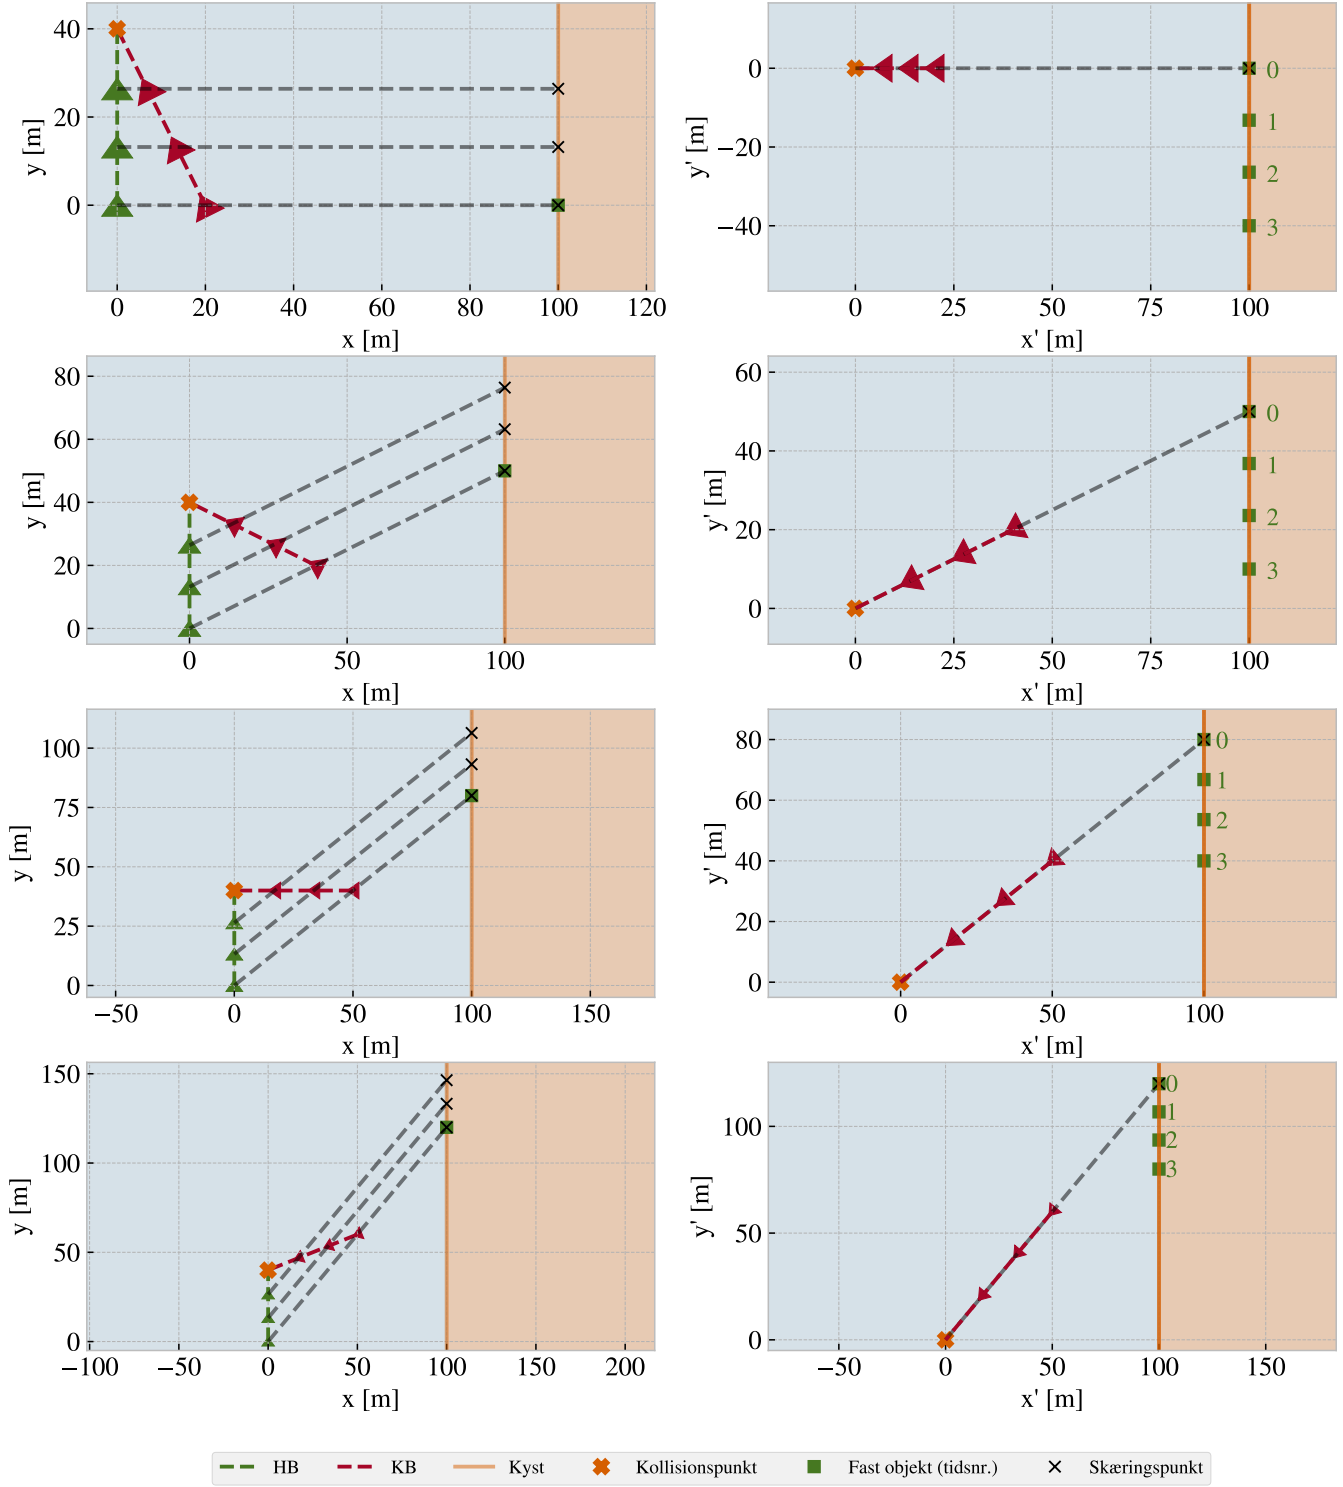 40
20
0
y [m]
0 20 40 60 80 100 120
x [m]
0
−20
−40
y' [m]
0
1
2
3
0 25 50 75 100
x' [m]
80
60
40
20
0
y [m]
0 50 100
x [m]
60
40
20
0
y' [m]
0
1
2
3
0 25 50 75 100
x' [m]
100
75
50
25
0
y [m]
−50 0 50 100 150
x [m]
80
60
40
20
0
y' [m]
0
1
2
3
0 50 100
x' [m]
150
100
50
0
y [m]
−100 −50 0 50 100 150 200
x [m]
100
50
0
y' [m]
0
1
2
3
−50 0 50 100 150
x' [m]
HB KB Kyst Kollisionspunkt Fast objekt (tidsnr.) Skæringspunkt